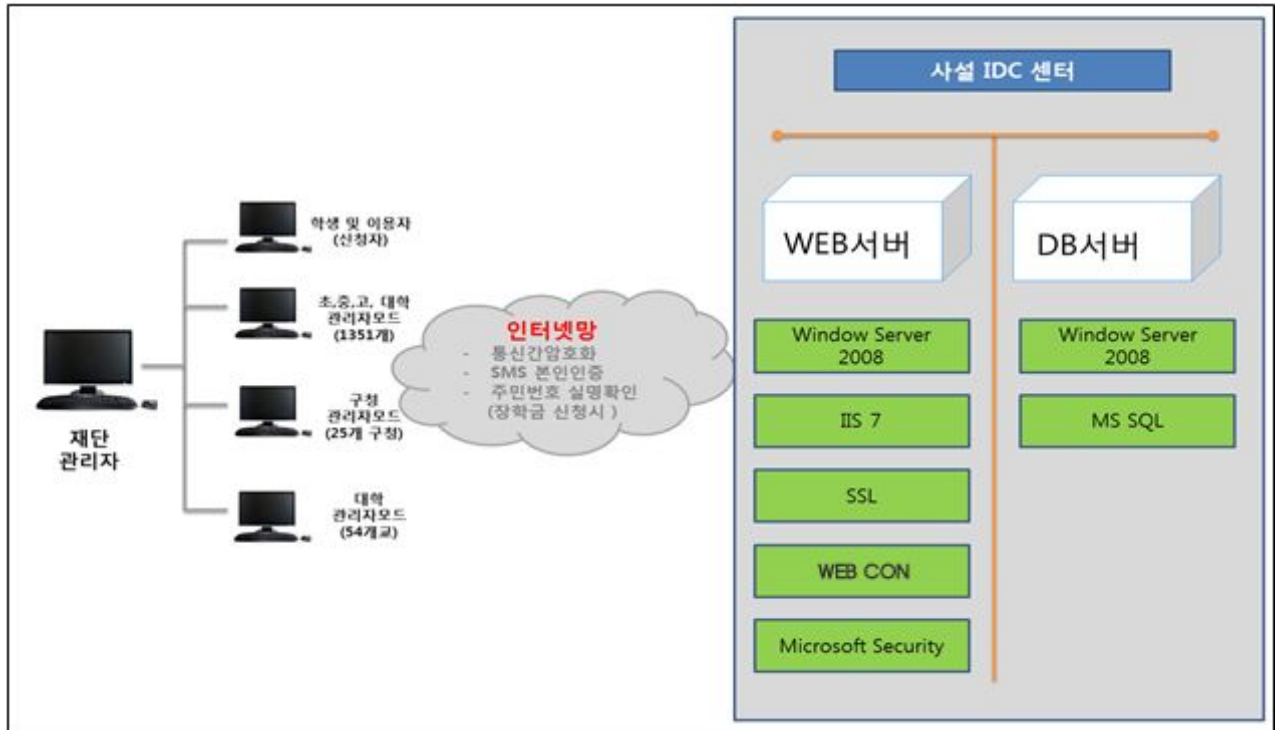 사설 IDC 센터
학생 및 이용자
(신청자)
초,중,고, 대학
관리자모드
(1351개)
구청
관리자모드
(25개 구청)
대학
관리자모드
(54개교)
재단
관리자
인터넷망
- 통신간암호화
- SMS 본인인증
- 주민번호 실명확인
(장학금 신청시 )
WEB서버
Window Server
2008
IIS 7
SSL
WEB CON
Microsoft Security
DB서버
Window Server
2008
MS SQL